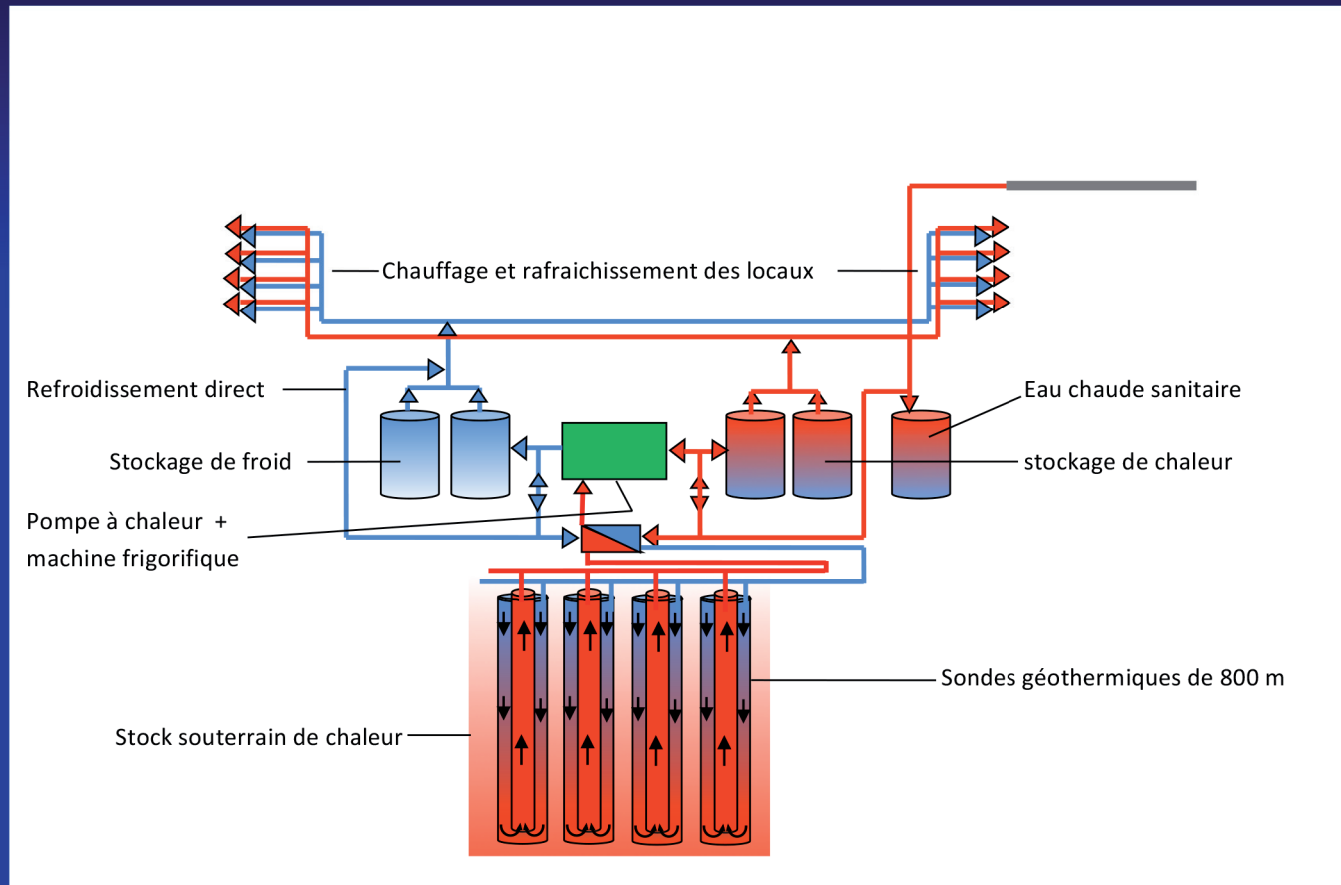 Chauffage et rafraichissement des locaux
Refroidissement direct
Eau chaude sanitaire
Stockage de froid
stockage de chaleur
Pompe à chaleur +
machine frigorifique
Sondes géothermiques de 800 m
Stock souterrain de chaleur